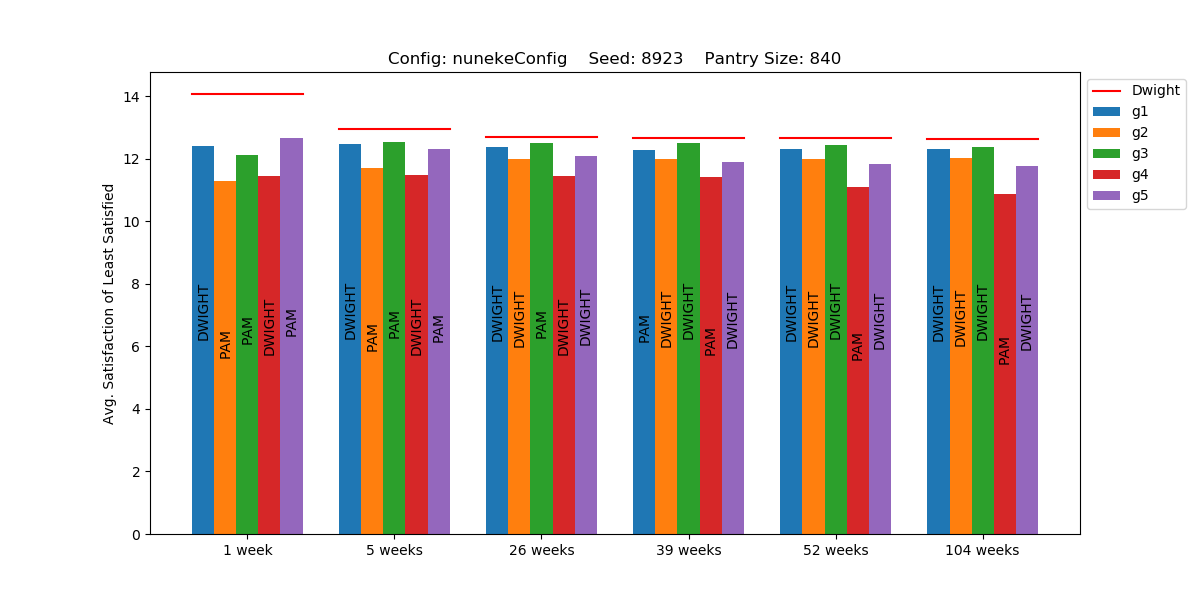 Config: nunekeConfig    Seed: 8923    Pantry Size: 840
Avg. Satisfaction of Least Satisfied
14
12
10
8
6
4
2
0
DWIGHT
PAM
PAM
DWIGHT
PAM
DWIGHT
PAM
PAM
DWIGHT
PAM
DWIGHT
DWIGHT
PAM
DWIGHT
DWIGHT
PAM
DWIGHT
DWIGHT
PAM
DWIGHT
DWIGHT
DWIGHT
DWIGHT
PAM
DWIGHT
DWIGHT
DWIGHT
DWIGHT
PAM
DWIGHT
1 week
5 weeks
26 weeks
39 weeks
52 weeks
104 weeks
Dwight
g1
g2
g3
g4
g5